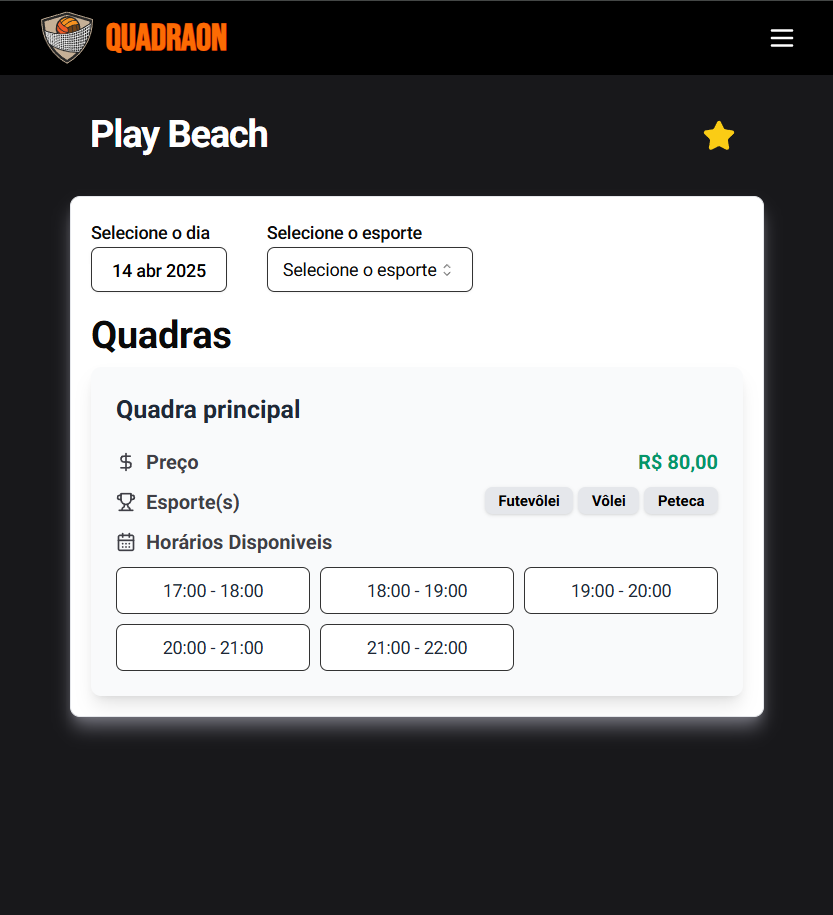 QUADRAON
Play Beach
Selecione o dia
Selecione o esporte
14 abr 2025
Selecione o esporte
Quadras
Quadra principal
Preço
R$ 80,00
Esporte(s)
Futevôlei
Vôlei
Peteca
Horários Disponiveis
17:00 - 18:00
18:00 - 19:00
19:00 - 20:00
20:00 - 21:00
21:00 - 22:00